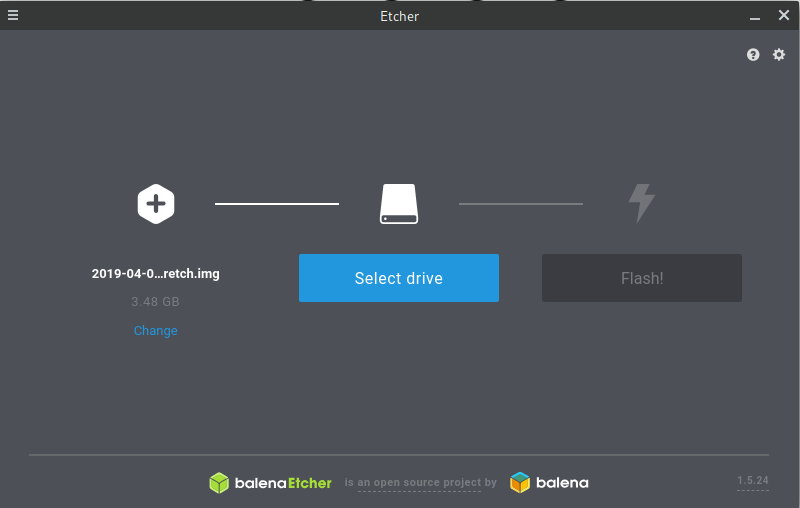 Etcher
Select drive
Flash!
2019-04-0...retch.img
3.48 GB
Change
balenaEtcher is an open source project by balena
1.5.24